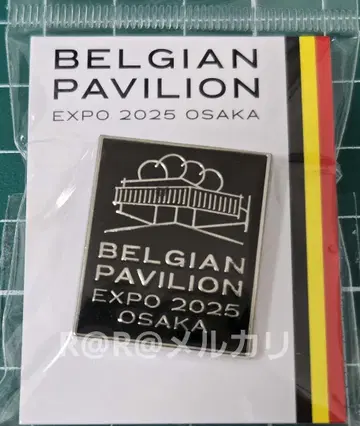 BELGIAN
PAVILION
EXPO 2025 OSAKA
BELGIAN
PAVILION
EXPO 2025
OSAKA
R@R@メルカリ